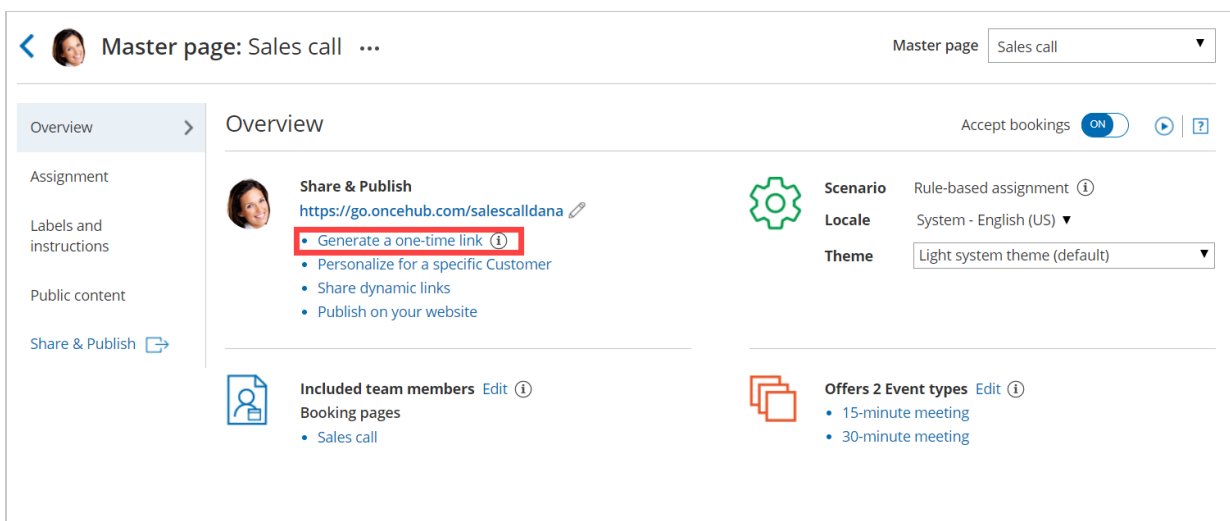 Master page: Sales call ...
Master page
Sales call
Overview
Assignment
Labels and
instructions
Public content
Share & Publish
Overview
Accept bookings ON
?
Share & Publish
https://go.oncehub.com/salescalldana
• Generate a one-time link i
• Personalize for a specific Customer
• Share dynamic links
• Publish on your website
Scenario Rule-based assignment i
Locale System - English (US)
Theme Light system theme (default)
Included team members Edit i
Booking pages
• Sales call
Offers 2 Event types Edit i
• 15-minute meeting
• 30-minute meeting